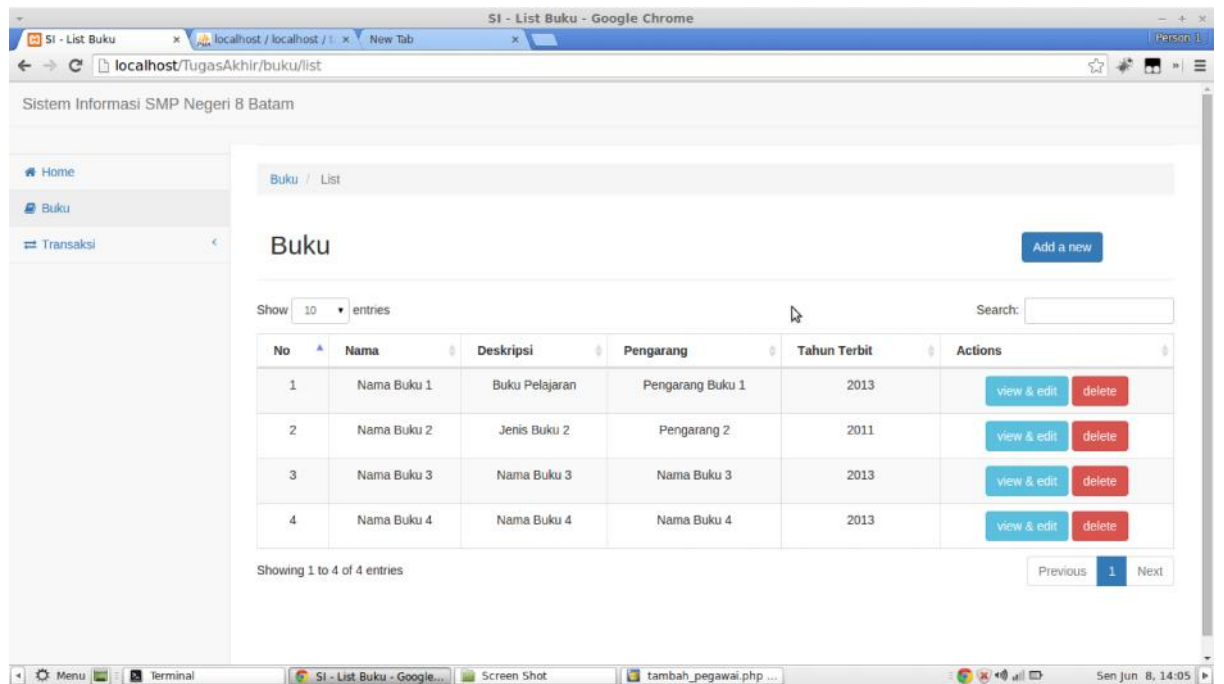 SI - List Buku - Google Chrome
SI - List Buku
localhost / localhost / t
New Tab
Person 1
localhost/TugasAkhir/buku/list
Sistem Informasi SMP Negeri 8 Batam
Home
Buku
Transaksi
Buku / List
Buku
Add a new
Show 10 entries
Search:
No Nama Deskripsi Pengarang Tahun Terbit Actions
1 Nama Buku 1 Buku Pelajaran Pengarang Buku 1 2013 view & edit delete
2 Nama Buku 2 Jenis Buku 2 Pengarang 2 2011 view & edit delete
3 Nama Buku 3 Nama Buku 3 Nama Buku 3 2013 view & edit delete
4 Nama Buku 4 Nama Buku 4 Nama Buku 4 2013 view & edit delete
Showing 1 to 4 of 4 entries
Previous 1 Next
Menu Terminal SI - List Buku - Google... Screen Shot tambah_pegawai.php ... Sen Jun 8, 14:05